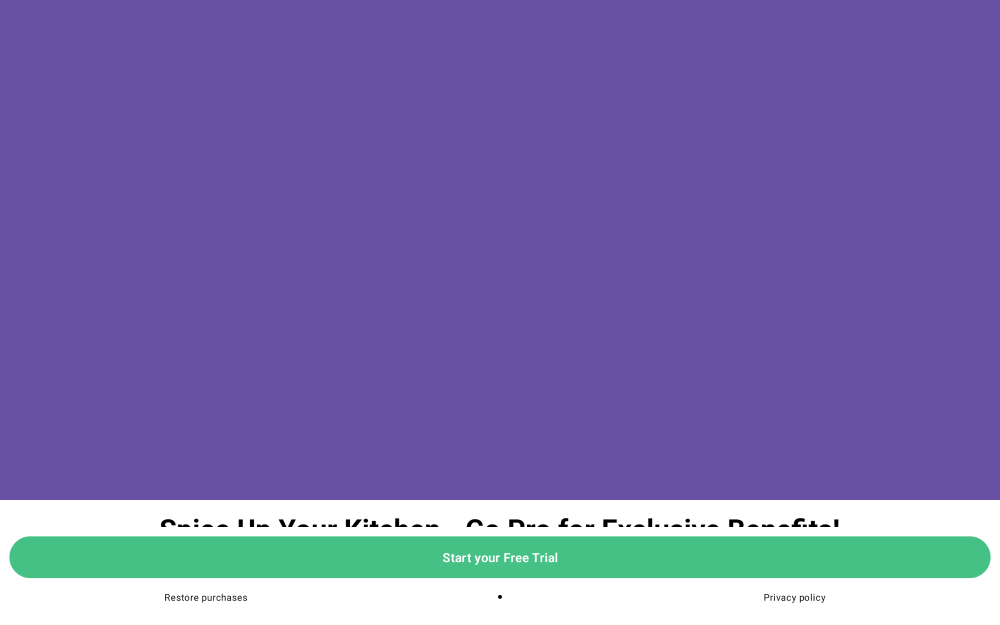 Spice Up Your Kitchen - Go Pro for Exclusive Benefits!
Start your Free Trial
Restore purchases • Privacy policy